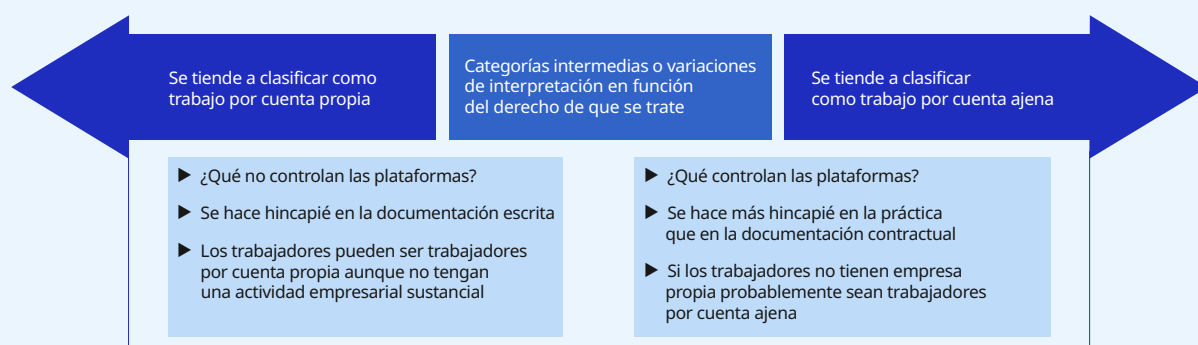 Se tiende a clasificar como
trabajo por cuenta propia
Categorías intermedias o variaciones
de interpretación en función
del derecho de que se trate
Se tiende a clasificar
como trabajo por cuenta ajena
▶ ¿Qué no controlan las plataformas?
▶ Se hace hincapié en la documentación escrita
▶ Los trabajadores pueden ser trabajadores
por cuenta propia aunque no tengan
una actividad empresarial sustancial
▶ ¿Qué controlan las plataformas?
▶ Se hace más hincapié en la práctica
que en la documentación contractual
▶ Si los trabajadores no tienen empresa
propia probablemente sean trabajadores
por cuenta ajena